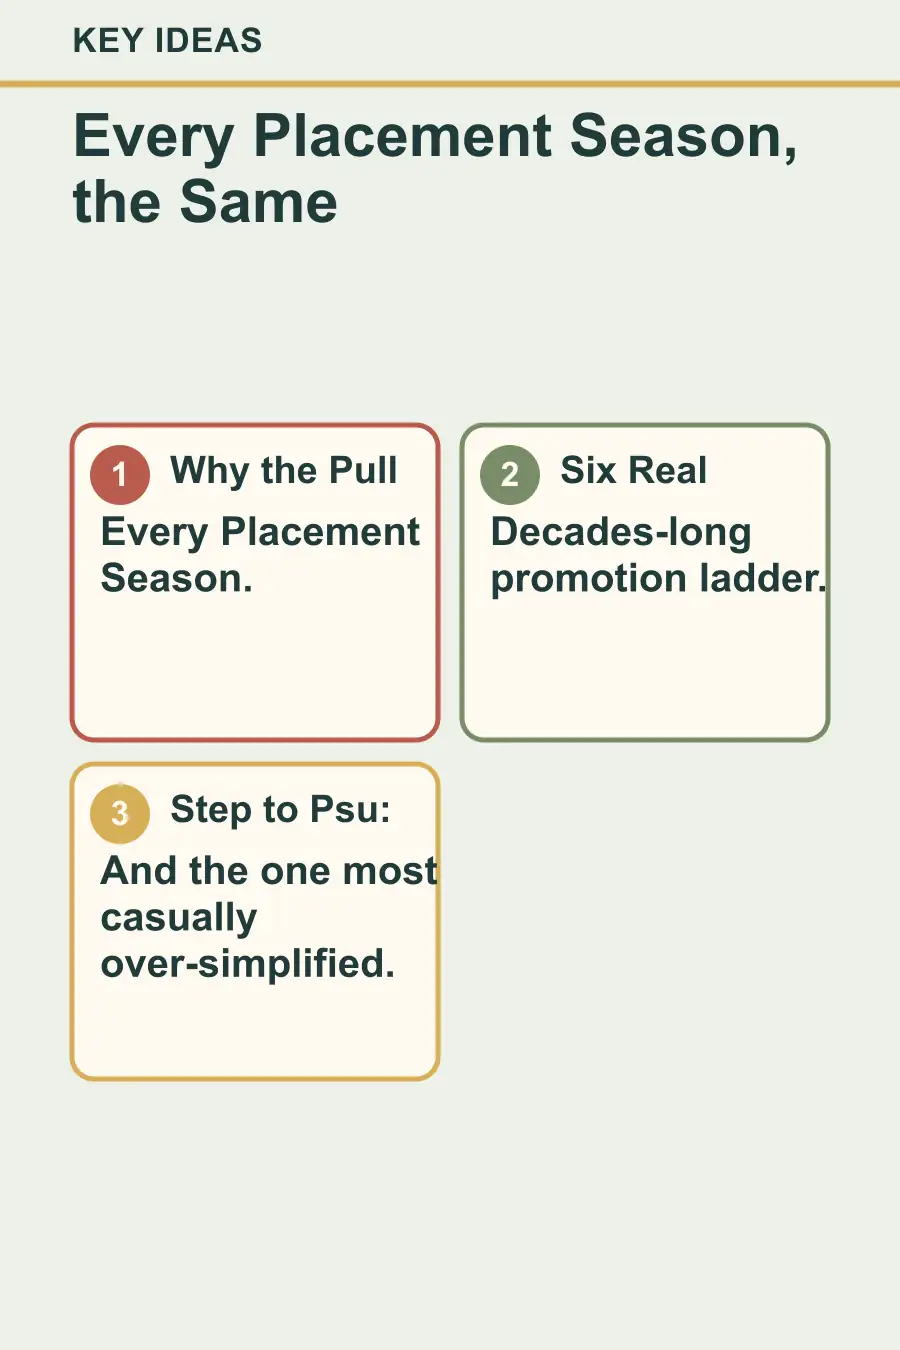 KEY IDEAS
Every Placement Season,
the Same
1
Why the Pull
Every Placement
Season.
2
Six Real
Decades-long
promotion ladder.
3
Step to Psu:
And the one most
casually
over-simplified.